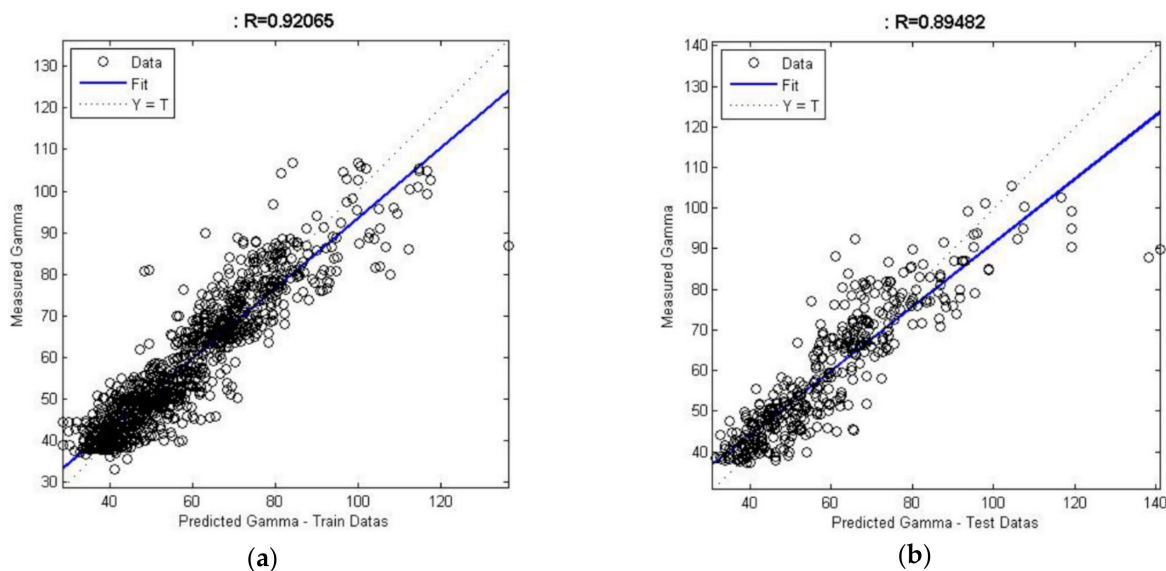 : R=0.92065
Data
Fit
Y = T
130
120
110
100
90
80
70
60
50
40
30
Measured Gamma
40 60 80 100 120
Predicted Gamma - Train Datas
(a)
: R=0.89482
Data
Fit
Y = T
140
130
120
110
100
90
80
70
60
50
40
Measured Gamma
40 60 80 100 120 140
Predicted Gamma - Test Datas
(b)